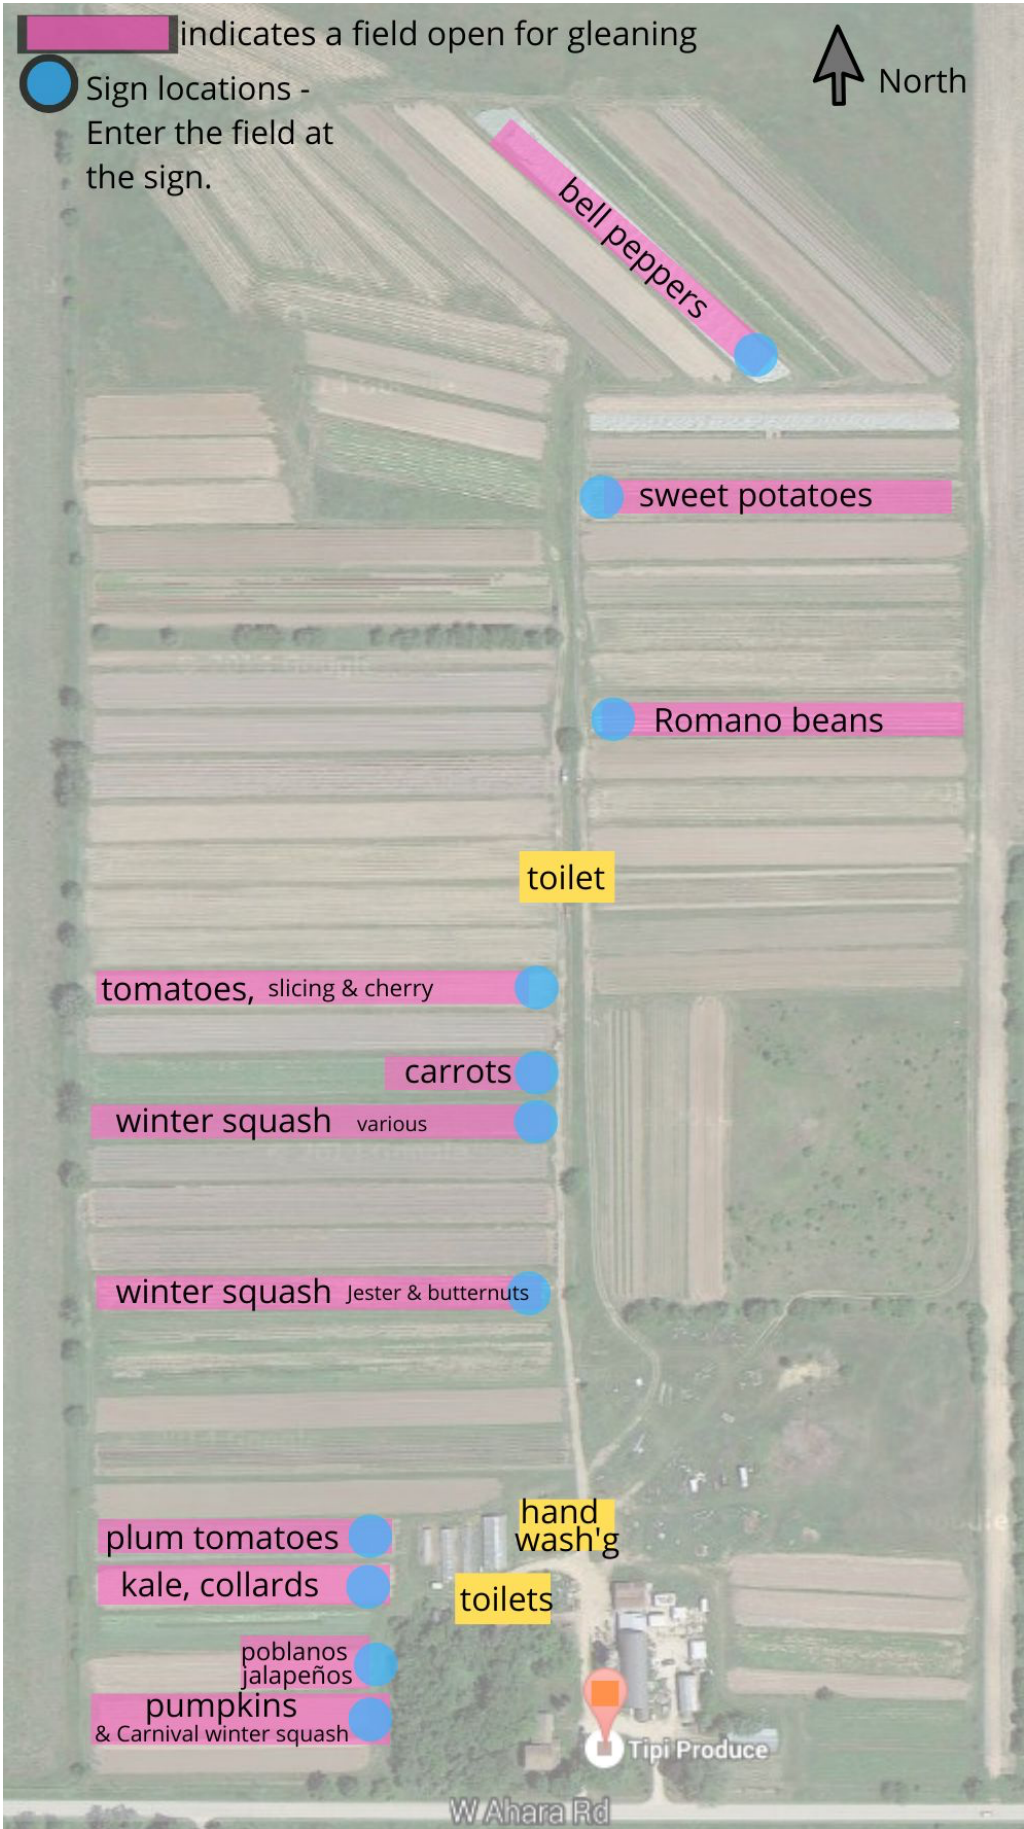 indicates a field open for gleaning
Sign locations -
Enter the field at
the sign.
North
bell peppers
sweet potatoes
Romano beans
toilet
tomatoes, slicing & cherry
carrots
winter squash various
winter squash Jester & butternuts
hand
wash'g
plum tomatoes
kale, collards
toilets
poblanos
jalapeños
pumpkins
& Carnival winter squash
Tipi Produce
W Ahara Rd